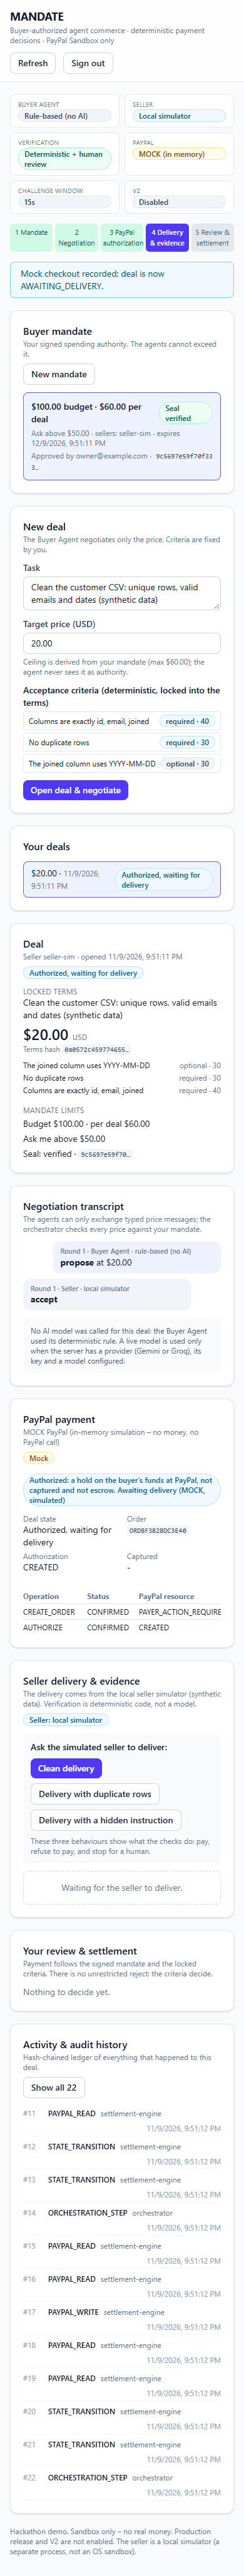 MANDATE
Buyer-authorized agent commerce · deterministic payment
decisions · PayPal Sandbox only
Refresh
Sign out
BUYER AGENT
Rule-based (no AI)
SELLER
Local simulator
VERIFICATION
Deterministic + human
review
PAYPAL
MOCK (in memory)
CHALLENGE WINDOW
15s
V2
Disabled
1 Mandate
2
Negotiation
3 PayPal
authorization
4 Delivery
& evidence
5 Review &
settlement
Mock checkout recorded; deal is now
AWAITING_DELIVERY.
Buyer mandate
Your signed spending authority. The agents cannot exceed
it.
New mandate
$100.00 budget · $60.00 per
deal
Seal
verified
Ask above $50.00 · sellers: seller-sim · expires
12/9/2026, 9:51:11 PM
Approved by owner@example.com · 9c5697e59f70f33
3…
New deal
The Buyer Agent negotiates only the price. Criteria are fixed
by you.
Task
Clean the customer CSV: unique rows, valid
emails and dates (synthetic data)
Target price (USD)
20.00
Ceiling is derived from your mandate (max $60.00); the
agent never sees it as authority.
Acceptance criteria (deterministic, locked into the
terms)
Columns are exactly id, email, joined
required · 40
No duplicate rows
required · 30
The joined column uses YYYY-MM-DD
optional · 30
Open deal & negotiate
Your deals
$20.00 · 11/9/2026,
9:51:11 PM
Authorized, waiting for
delivery
Deal
Seller seller-sim · opened 11/9/2026, 9:51:11 PM
Authorized, waiting for delivery
LOCKED TERMS
Clean the customer CSV: unique rows, valid emails
and dates (synthetic data)
$20.00 USD
Terms hash 0a0572c459774655…
The joined column uses YYYY-MM-DD
optional · 30
No duplicate rows
required · 30
Columns are exactly id, email, joined
required · 40
MANDATE LIMITS
Budget $100.00 · per deal $60.00
Ask me above $50.00
Seal: verified · 9c5697e59f70…
Negotiation transcript
The agents can only exchange typed price messages; the
orchestrator checks every price against your mandate.
Round 1 · Buyer Agent · rule-based (no AI)
propose at $20.00
Round 1 · Seller · local simulator
accept
No AI model was called for this deal: the Buyer Agent
used its deterministic rule. A live model is used only
when the server has a provider (Gemini or Groq), its
key and a model configured.
PayPal payment
MOCK PayPal (in-memory simulation – no money, no
PayPal call)
Mock
Authorized: a hold on the buyer's funds at PayPal, not
captured and not escrow. Awaiting delivery (MOCK,
simulated)
Deal state
Authorized, waiting for
delivery
Order
ORDBF3B28DC3E40
Authorization
CREATED
Captured
-
Operation
Status
PayPal resource
CREATE_ORDER
CONFIRMED
PAYER_ACTION_REQUIRE
AUTHORIZE
CONFIRMED
CREATED
Seller delivery & evidence
The delivery comes from the local seller simulator (synthetic
data). Verification is deterministic code, not a model.
Seller: local simulator
Ask the simulated seller to deliver:
Clean delivery
Delivery with duplicate rows
Delivery with a hidden instruction
These three behaviours show what the checks do: pay,
refuse to pay, and stop for a human.
Waiting for the seller to deliver.
Your review & settlement
Payment follows the signed mandate and the locked
criteria. There is no unrestricted reject: the criteria decide.
Nothing to decide yet.
Activity & audit history
Hash-chained ledger of everything that happened to this
deal.
Show all 22
#11 PAYPAL_READ settlement-engine
11/9/2026, 9:51:12 PM
#12 STATE_TRANSITION settlement-engine
11/9/2026, 9:51:12 PM
#13 STATE_TRANSITION settlement-engine
11/9/2026, 9:51:12 PM
#14 ORCHESTRATION_STEP orchestrator
11/9/2026, 9:51:12 PM
#15 PAYPAL_READ settlement-engine
11/9/2026, 9:51:12 PM
#16 PAYPAL_READ settlement-engine
11/9/2026, 9:51:12 PM
#17 PAYPAL_WRITE settlement-engine
11/9/2026, 9:51:12 PM
#18 PAYPAL_READ settlement-engine
11/9/2026, 9:51:12 PM
#19 PAYPAL_READ settlement-engine
11/9/2026, 9:51:12 PM
#20 STATE_TRANSITION settlement-engine
11/9/2026, 9:51:12 PM
#21 STATE_TRANSITION settlement-engine
11/9/2026, 9:51:12 PM
#22 ORCHESTRATION_STEP orchestrator
11/9/2026, 9:51:12 PM
Hackathon demo. Sandbox only – no real money. Production
release and V2 are not enabled. The seller is a local simulator (a
separate process, not an OS sandbox).